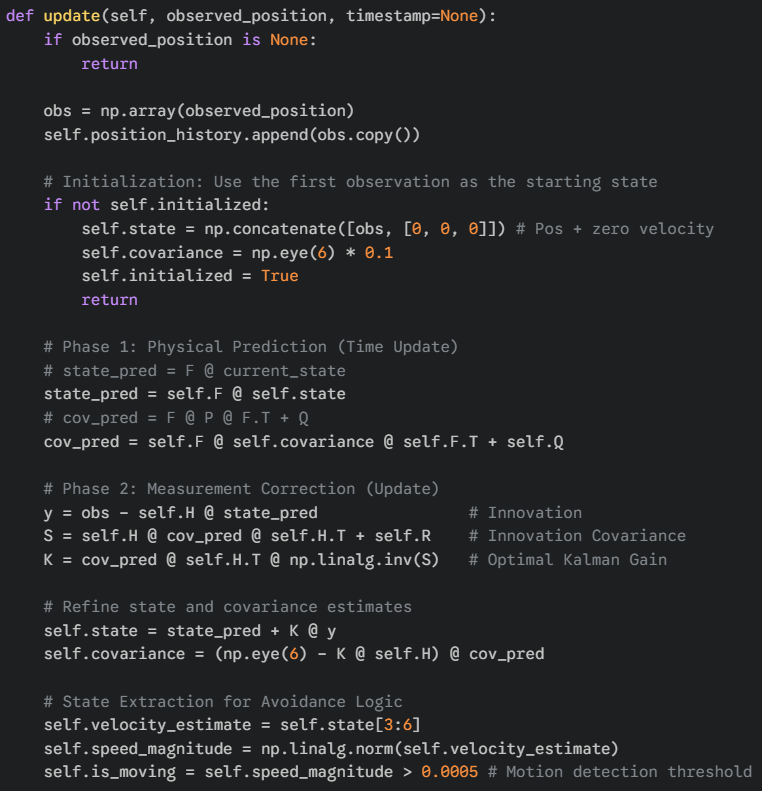 def update(self, observed_position, timestamp=None):
    if observed_position is None:
        return

    obs = np.array(observed_position)
    self.position_history.append(obs.copy())

    # Initialization: Use the first observation as the starting state
    if not self.initialized:
        self.state = np.concatenate([obs, [0, 0, 0]]) # Pos + zero velocity
        self.covariance = np.eye(6) * 0.1
        self.initialized = True
        return

    # Phase 1: Physical Prediction (Time Update)
    # state_pred = F @ current_state
    state_pred = self.F @ self.state
    # cov_pred = F @ P @ F.T + Q
    cov_pred = self.F @ self.covariance @ self.F.T + self.Q

    # Phase 2: Measurement Correction (Update)
    y = obs - self.H @ state_pred                # Innovation
    S = self.H @ cov_pred @ self.H.T + self.R    # Innovation Covariance
    K = cov_pred @ self.H.T @ np.linalg.inv(S)   # Optimal Kalman Gain

    # Refine state and covariance estimates
    self.state = state_pred + K @ y
    self.covariance = (np.eye(6) - K @ self.H) @ cov_pred

    # State Extraction for Avoidance Logic
    self.velocity_estimate = self.state[3:6]
    self.speed_magnitude = np.linalg.norm(self.velocity_estimate)
    self.is_moving = self.speed_magnitude > 0.0005 # Motion detection threshold